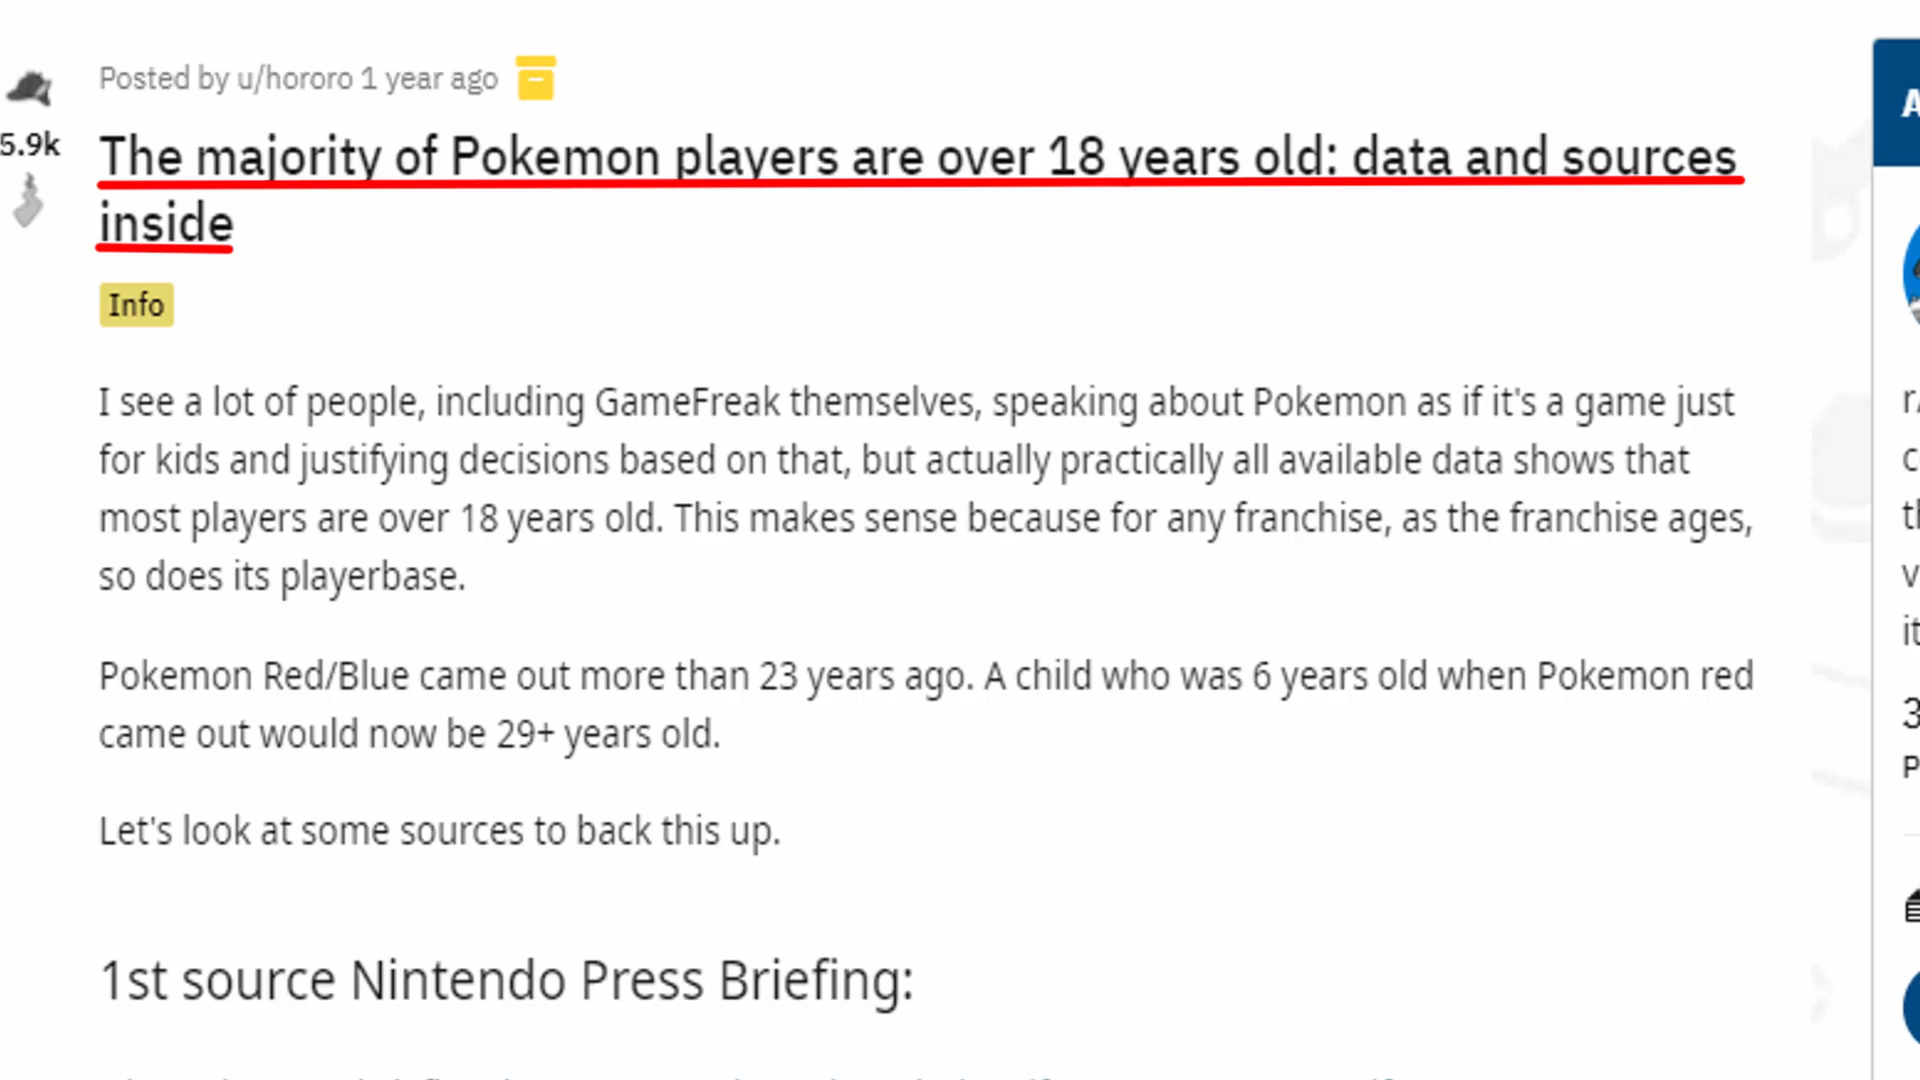 Posted by u/hororo 1 year ago
5.9k
The majority of Pokemon players are over 18 years old: data and sources
inside
Info
I see a lot of people, including GameFreak themselves, speaking about Pokemon as if it's a game just
for kids and justifying decisions based on that, but actually practically all available data shows that
most players are over 18 years old. This makes sense because for any franchise, as the franchise ages,
so does its playerbase.
Pokemon Red/Blue came out more than 23 years ago. A child who was 6 years old when Pokemon red
came out would now be 29+ years old.
Let's look at some sources to back this up.
1st source Nintendo Press Briefing: